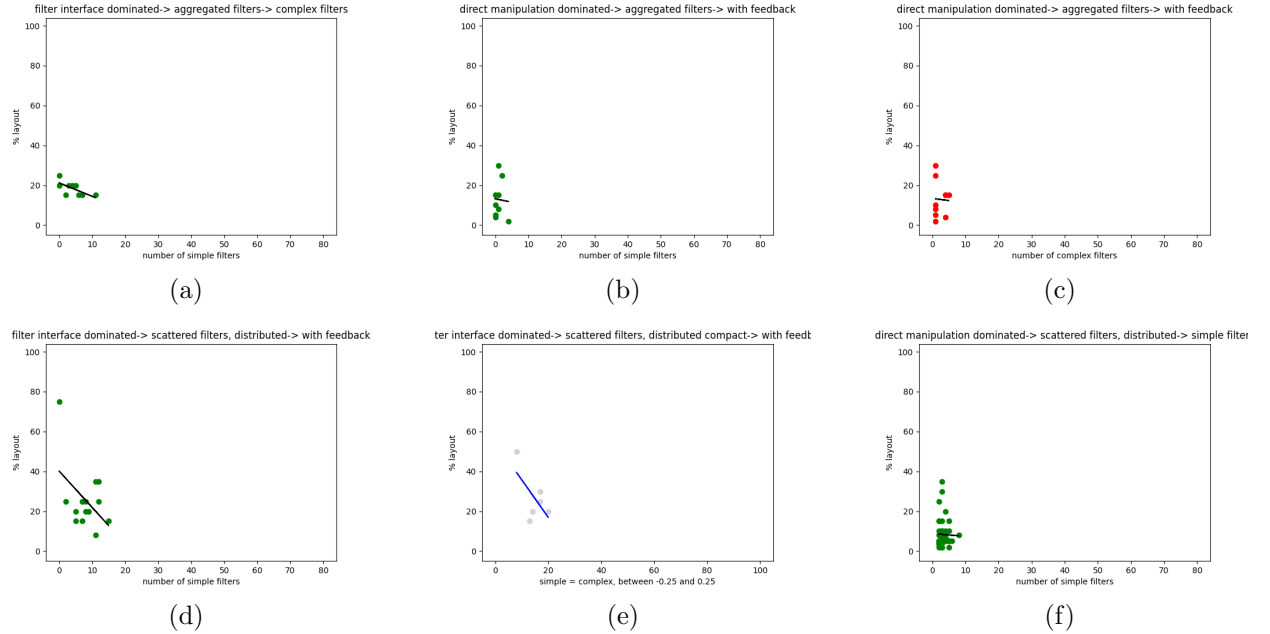 filter interface dominated-> aggregated filters-> complex filters
100
80
60
40
20
0
% layout
0 10 20 30 40 50 60 70 80
number of simple filters
(a)
direct manipulation dominated-> aggregated filters-> with feedback
100
80
60
40
20
0
% layout
0 10 20 30 40 50 60 70 80
number of simple filters
(b)
direct manipulation dominated-> aggregated filters-> with feedback
100
80
60
40
20
0
% layout
0 10 20 30 40 50 60 70 80
number of complex filters
(c)
filter interface dominated-> scattered filters, distributed-> with feedback
100
80
60
40
20
0
% layout
0 10 20 30 40 50 60 70 80
number of simple filters
(d)
ter interface dominated-> scattered filters, distributed compact-> with feedb
100
80
60
40
20
0
% layout
0 20 40 60 80 100
simple = complex, between -0.25 and 0.25
(e)
direct manipulation dominated-> scattered filters, distributed-> simple filter
100
80
60
40
20
0
% layout
0 10 20 30 40 50 60 70 80
number of simple filters
(f)